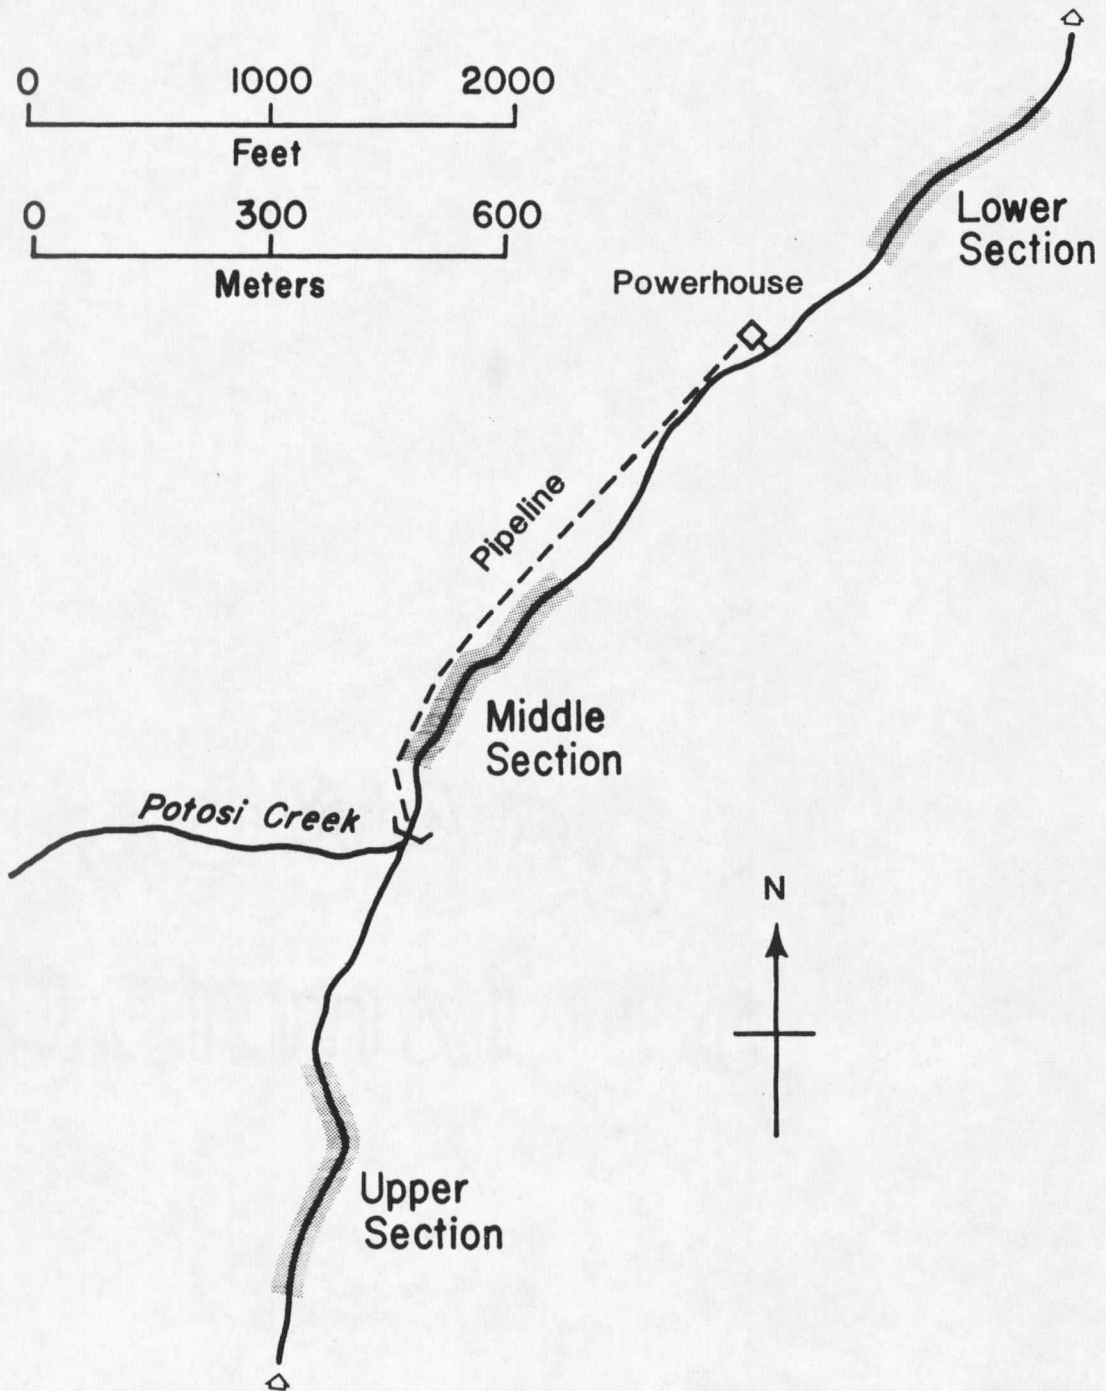 0 1000 2000
Feet
0 300 600
Meters
Lower
Section
Powerhouse
Pipeline
Middle
Section
Potosi Creek
N
Upper
Section